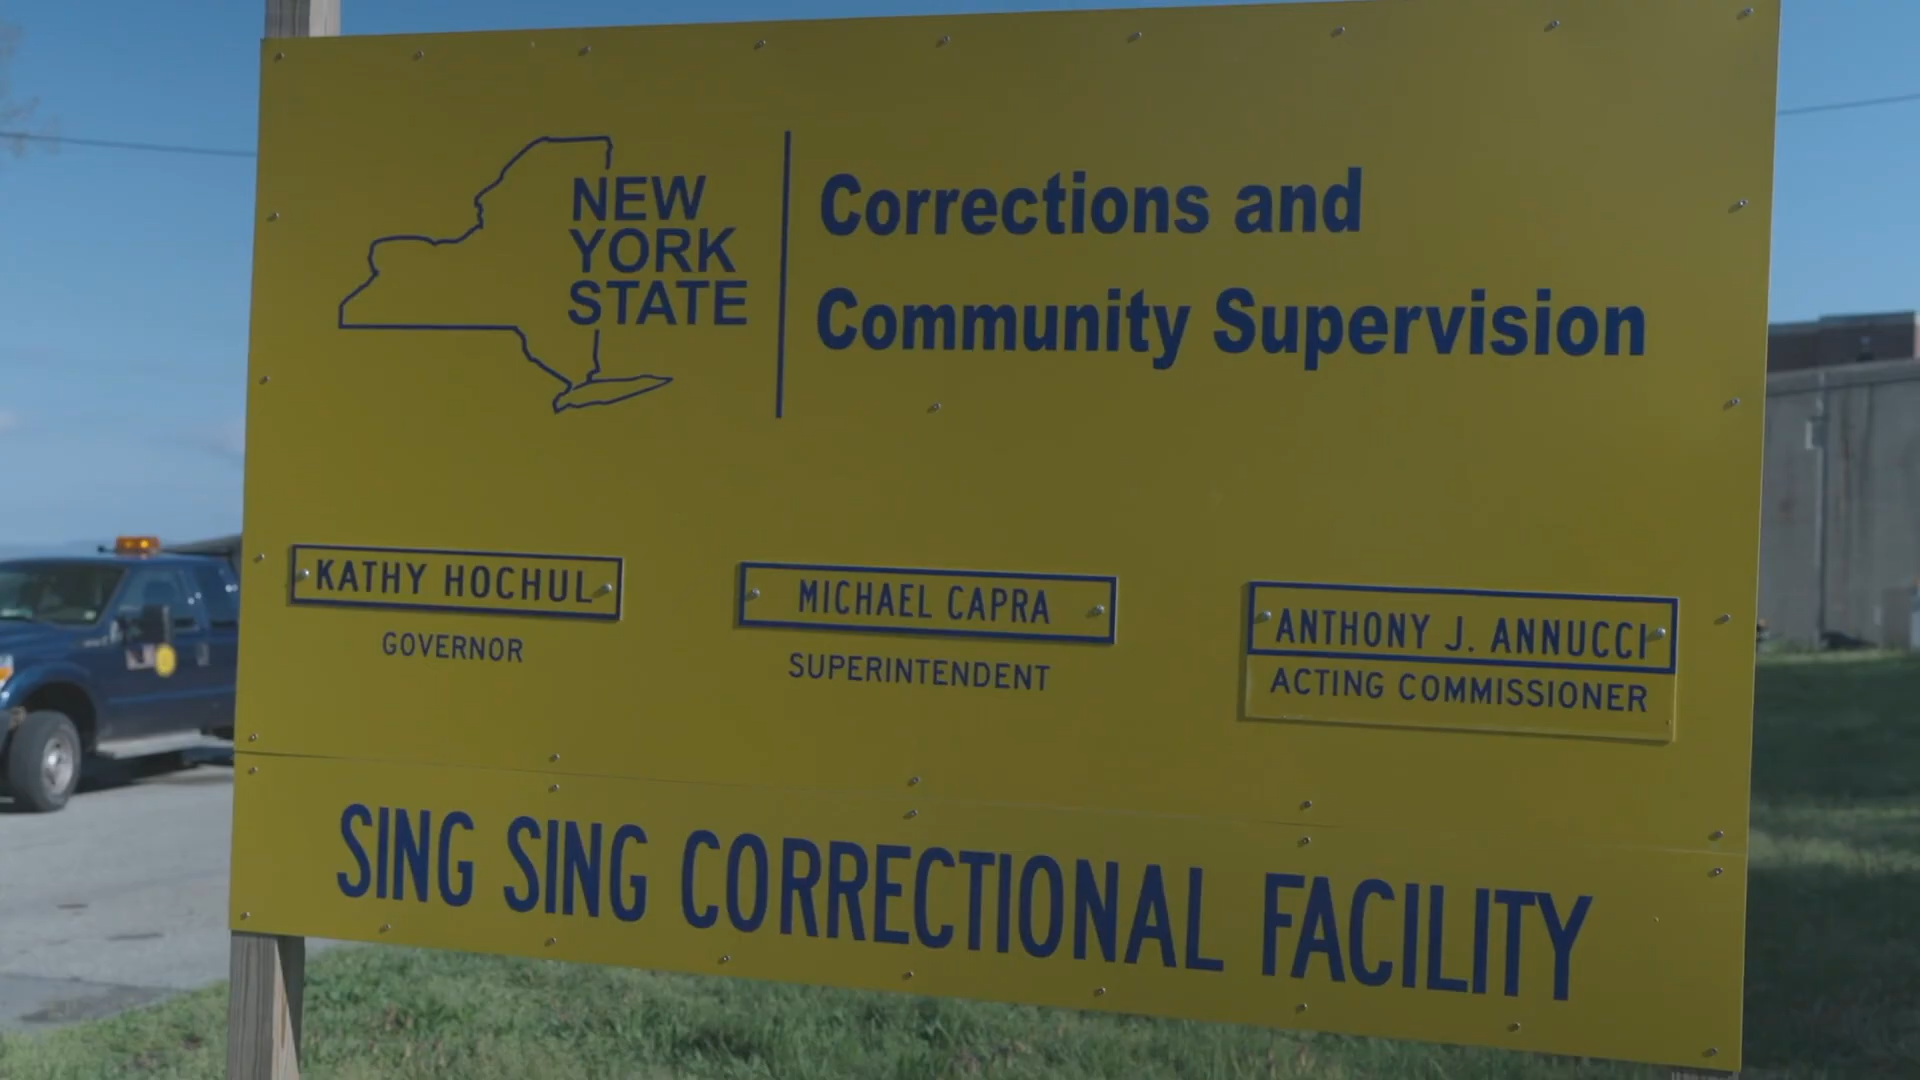 NEW
YORK
STATE
Corrections and
Community Supervision
KATHY HOCHUL
GOVERNOR
MICHAEL CAPRA
SUPERINTENDENT
ANTHONY J. ANNUCCI
ACTING COMMISSIONER
SING SING CORRECTIONAL FACILITY